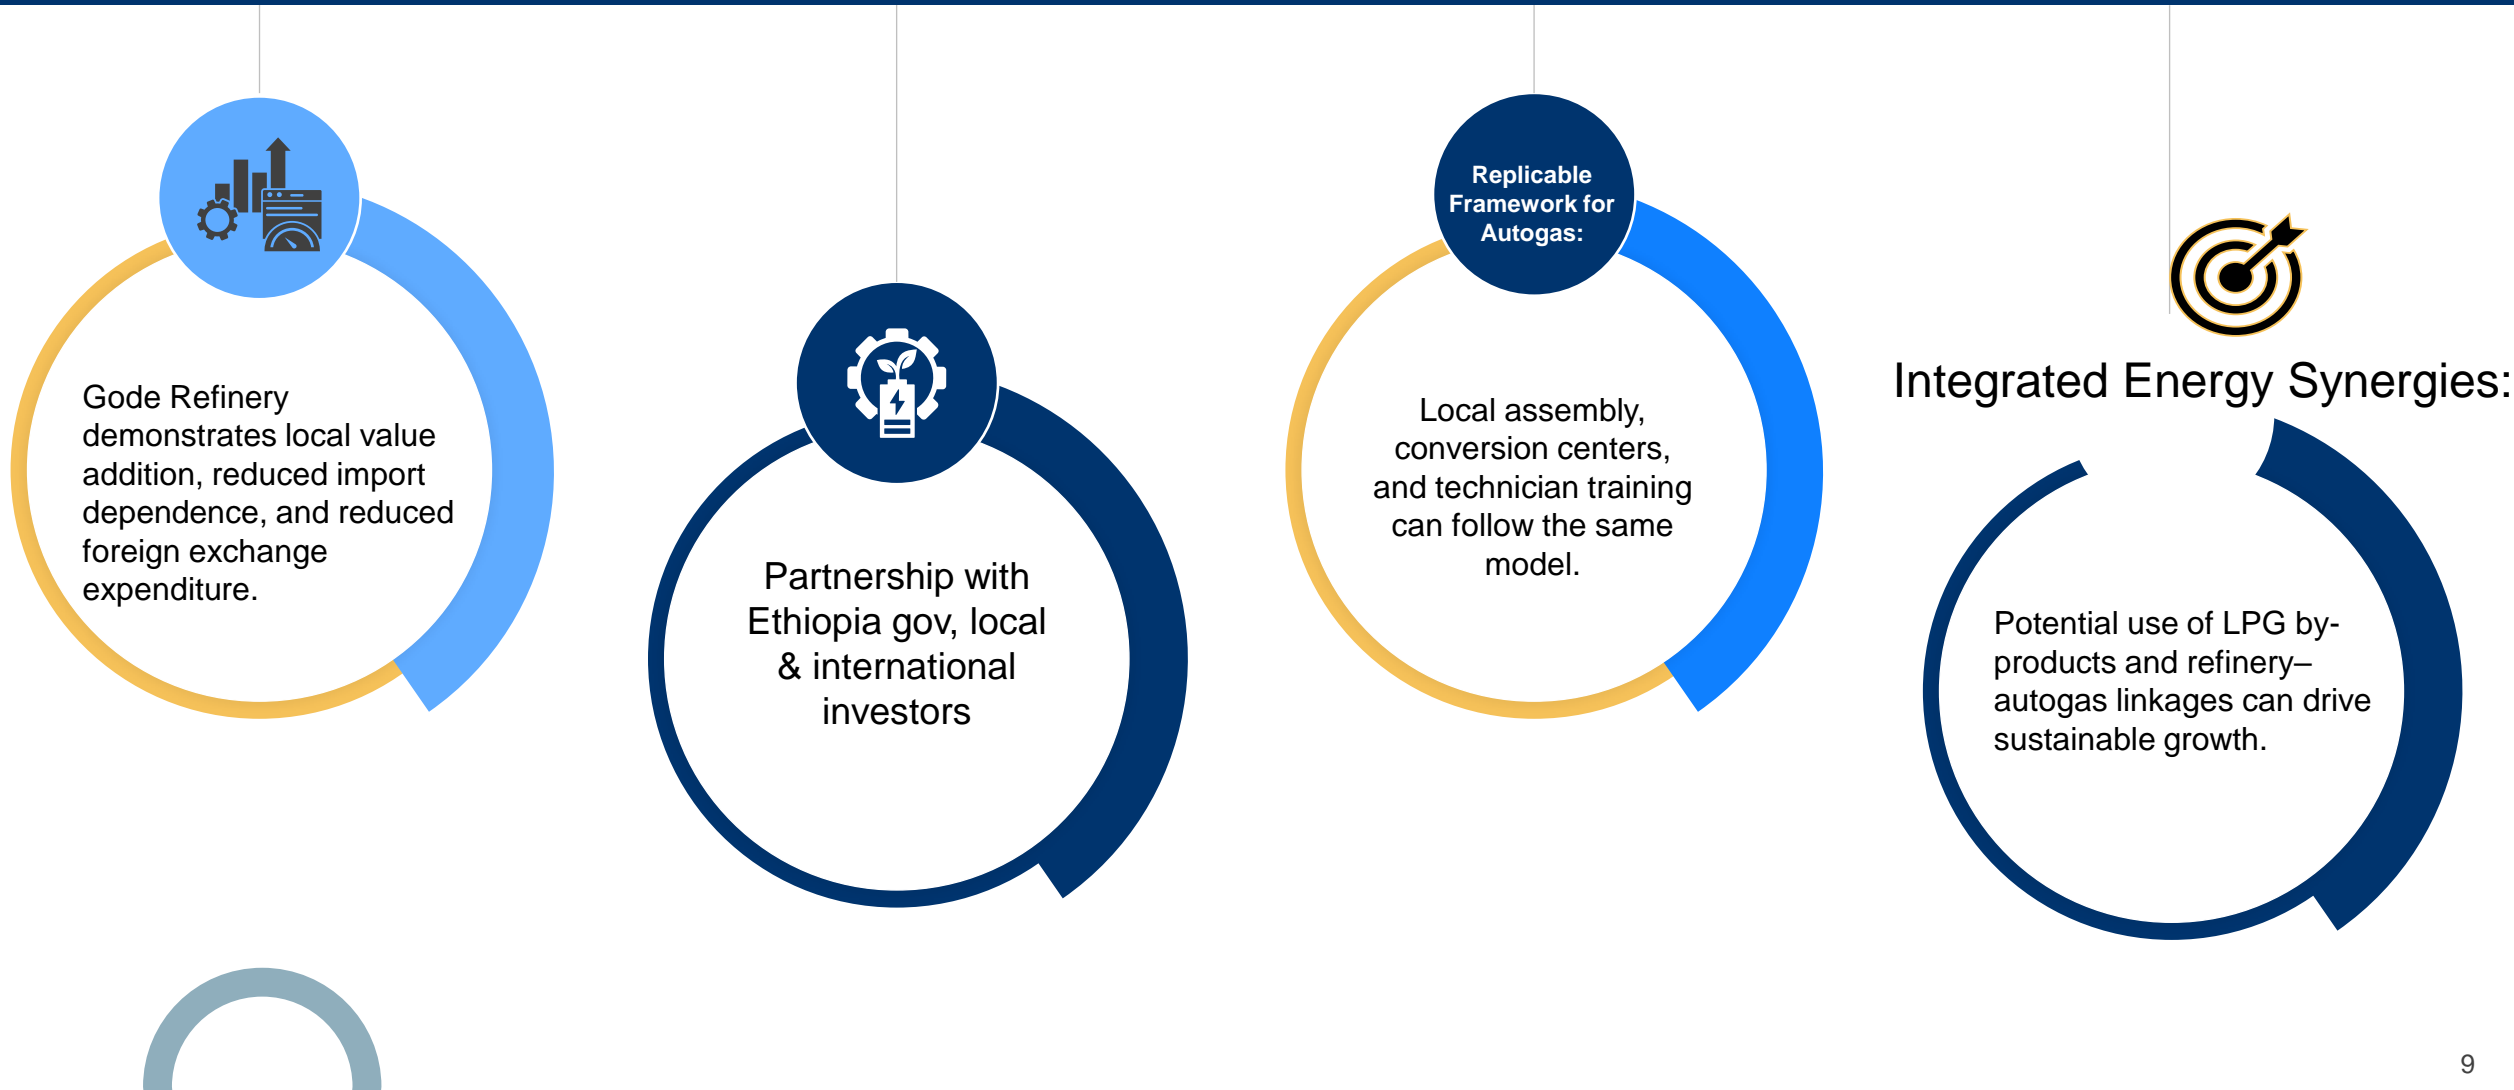 Gode Refinery
demonstrates local value
addition, reduced import
dependence, and reduced
foreign exchange
expenditure.
Partnership with
Ethiopia gov, local
& international
investors
Replicable
Framework for
Autogas:
Local assembly,
conversion centers,
and technician training
can follow the same
model.
Integrated Energy Synergies:
Potential use of LPG by-
products and refinery–
autogas linkages can drive
sustainable growth.
9